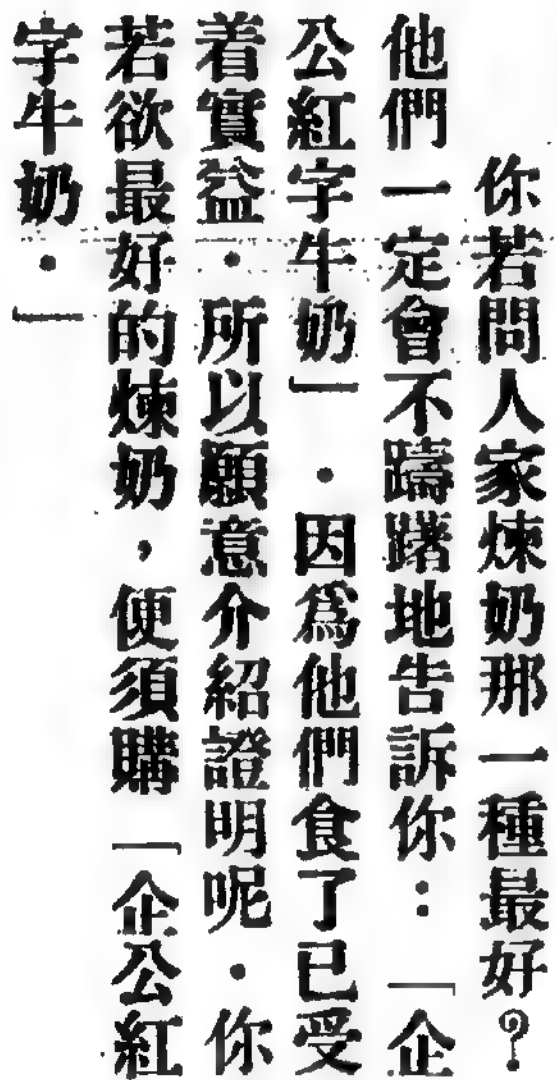 你若問人家煉奶那一種最好？
他們一定會不躊躇地告訴你：「企
公紅字牛奶」．因爲他們食了已受
着實益．所以願意介紹證明呢．你
若欲最好的煉奶，便須購「企公紅
字牛奶．」